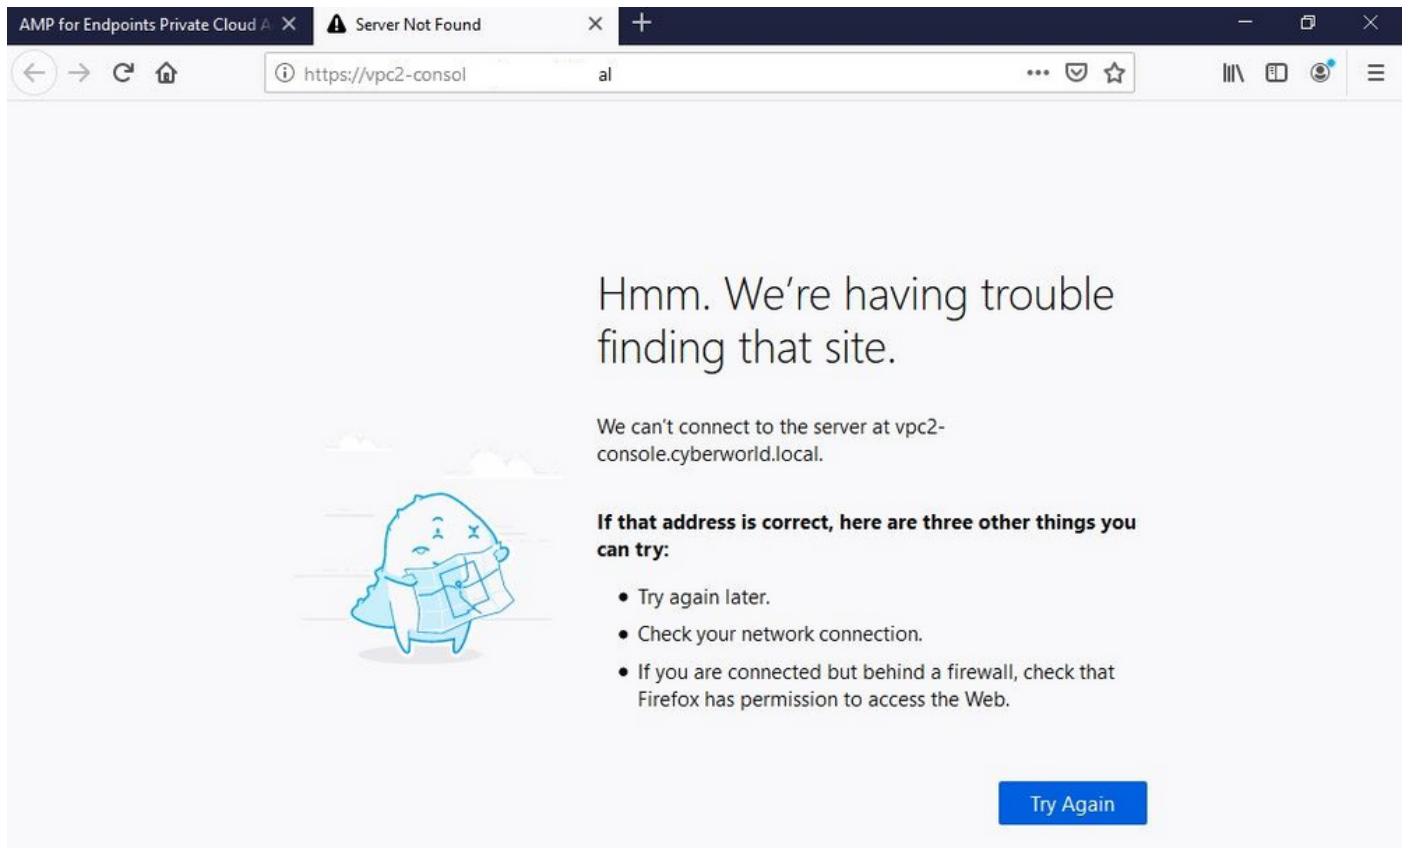 AMP for Endpoints Private Cloud A
Server Not Found
https://vpc2-consol al
Hmm. We’re having trouble
finding that site.
We can’t connect to the server at vpc2-
console.cyberworld.local.
If that address is correct, here are three other things you
can try:
Try again later.
Check your network connection.
If you are connected but behind a firewall, check that
Firefox has permission to access the Web.
Try Again